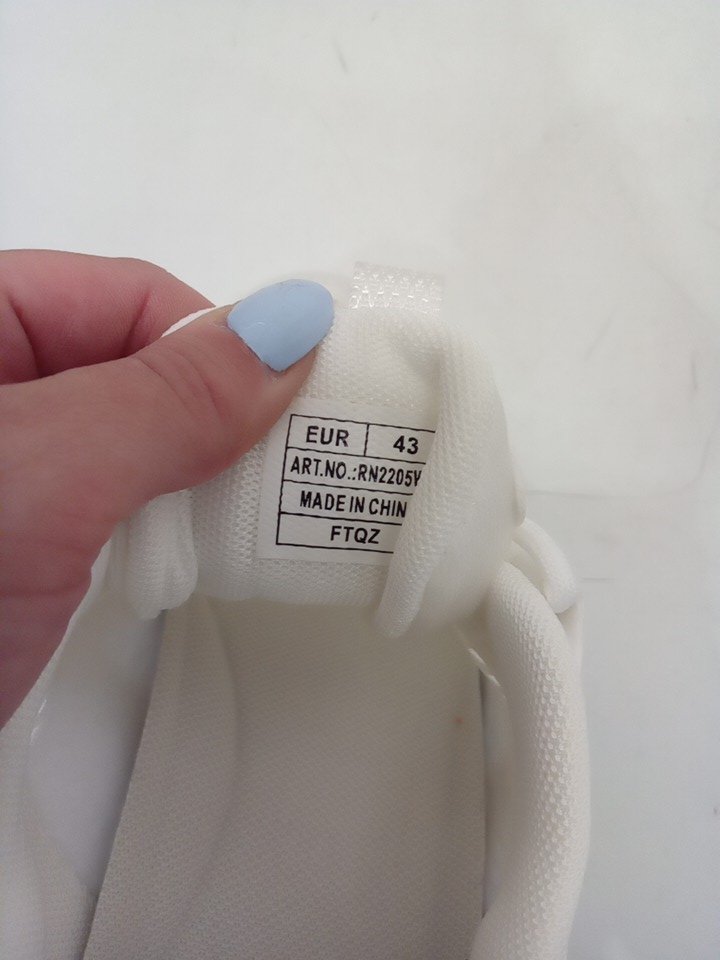 EUR 43
ART.NO.:RN2205
MADE IN CHIN
FTQZ